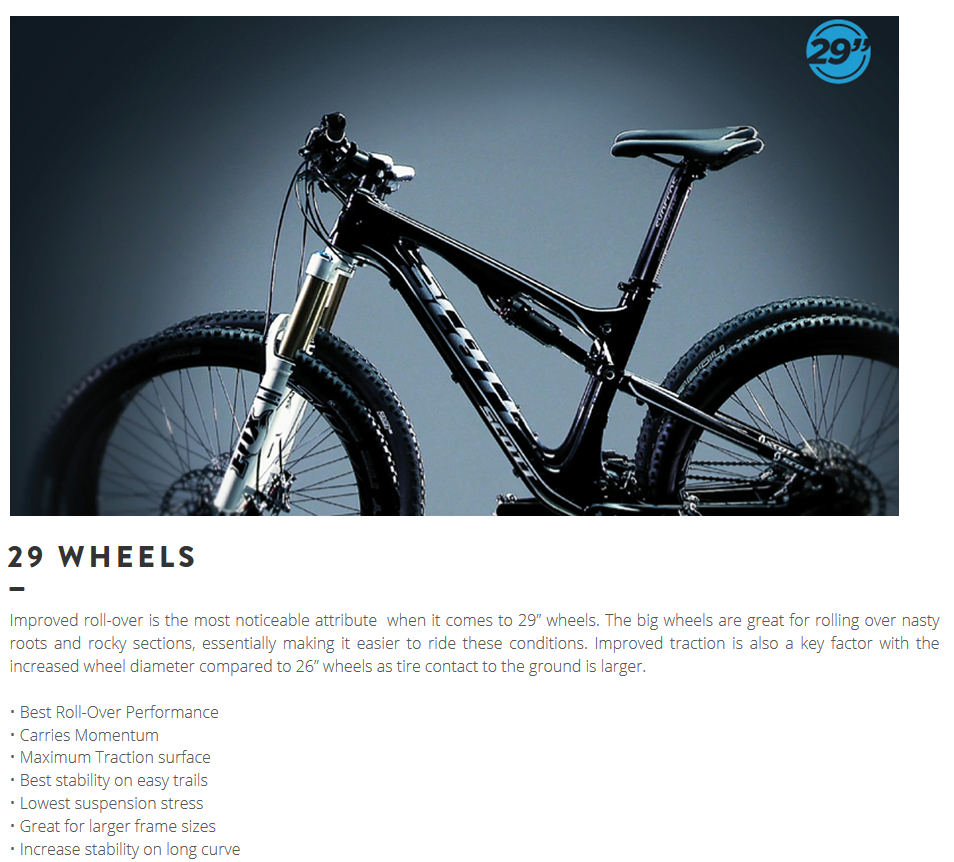 29”
SCOTT
FOX
SCOTT
29 WHEELS
Improved roll-over is the most noticeable attribute  when it comes to 29” wheels. The big wheels are great for rolling over nasty
roots and rocky sections, essentially making it easier to ride these conditions. Improved traction is also a key factor with the
increased wheel diameter compared to 26” wheels as tire contact to the ground is larger.
• Best Roll-Over Performance
• Carries Momentum
• Maximum Traction surface
• Best stability on easy trails
• Lowest suspension stress
• Great for larger frame sizes
• Increase stability on long curve